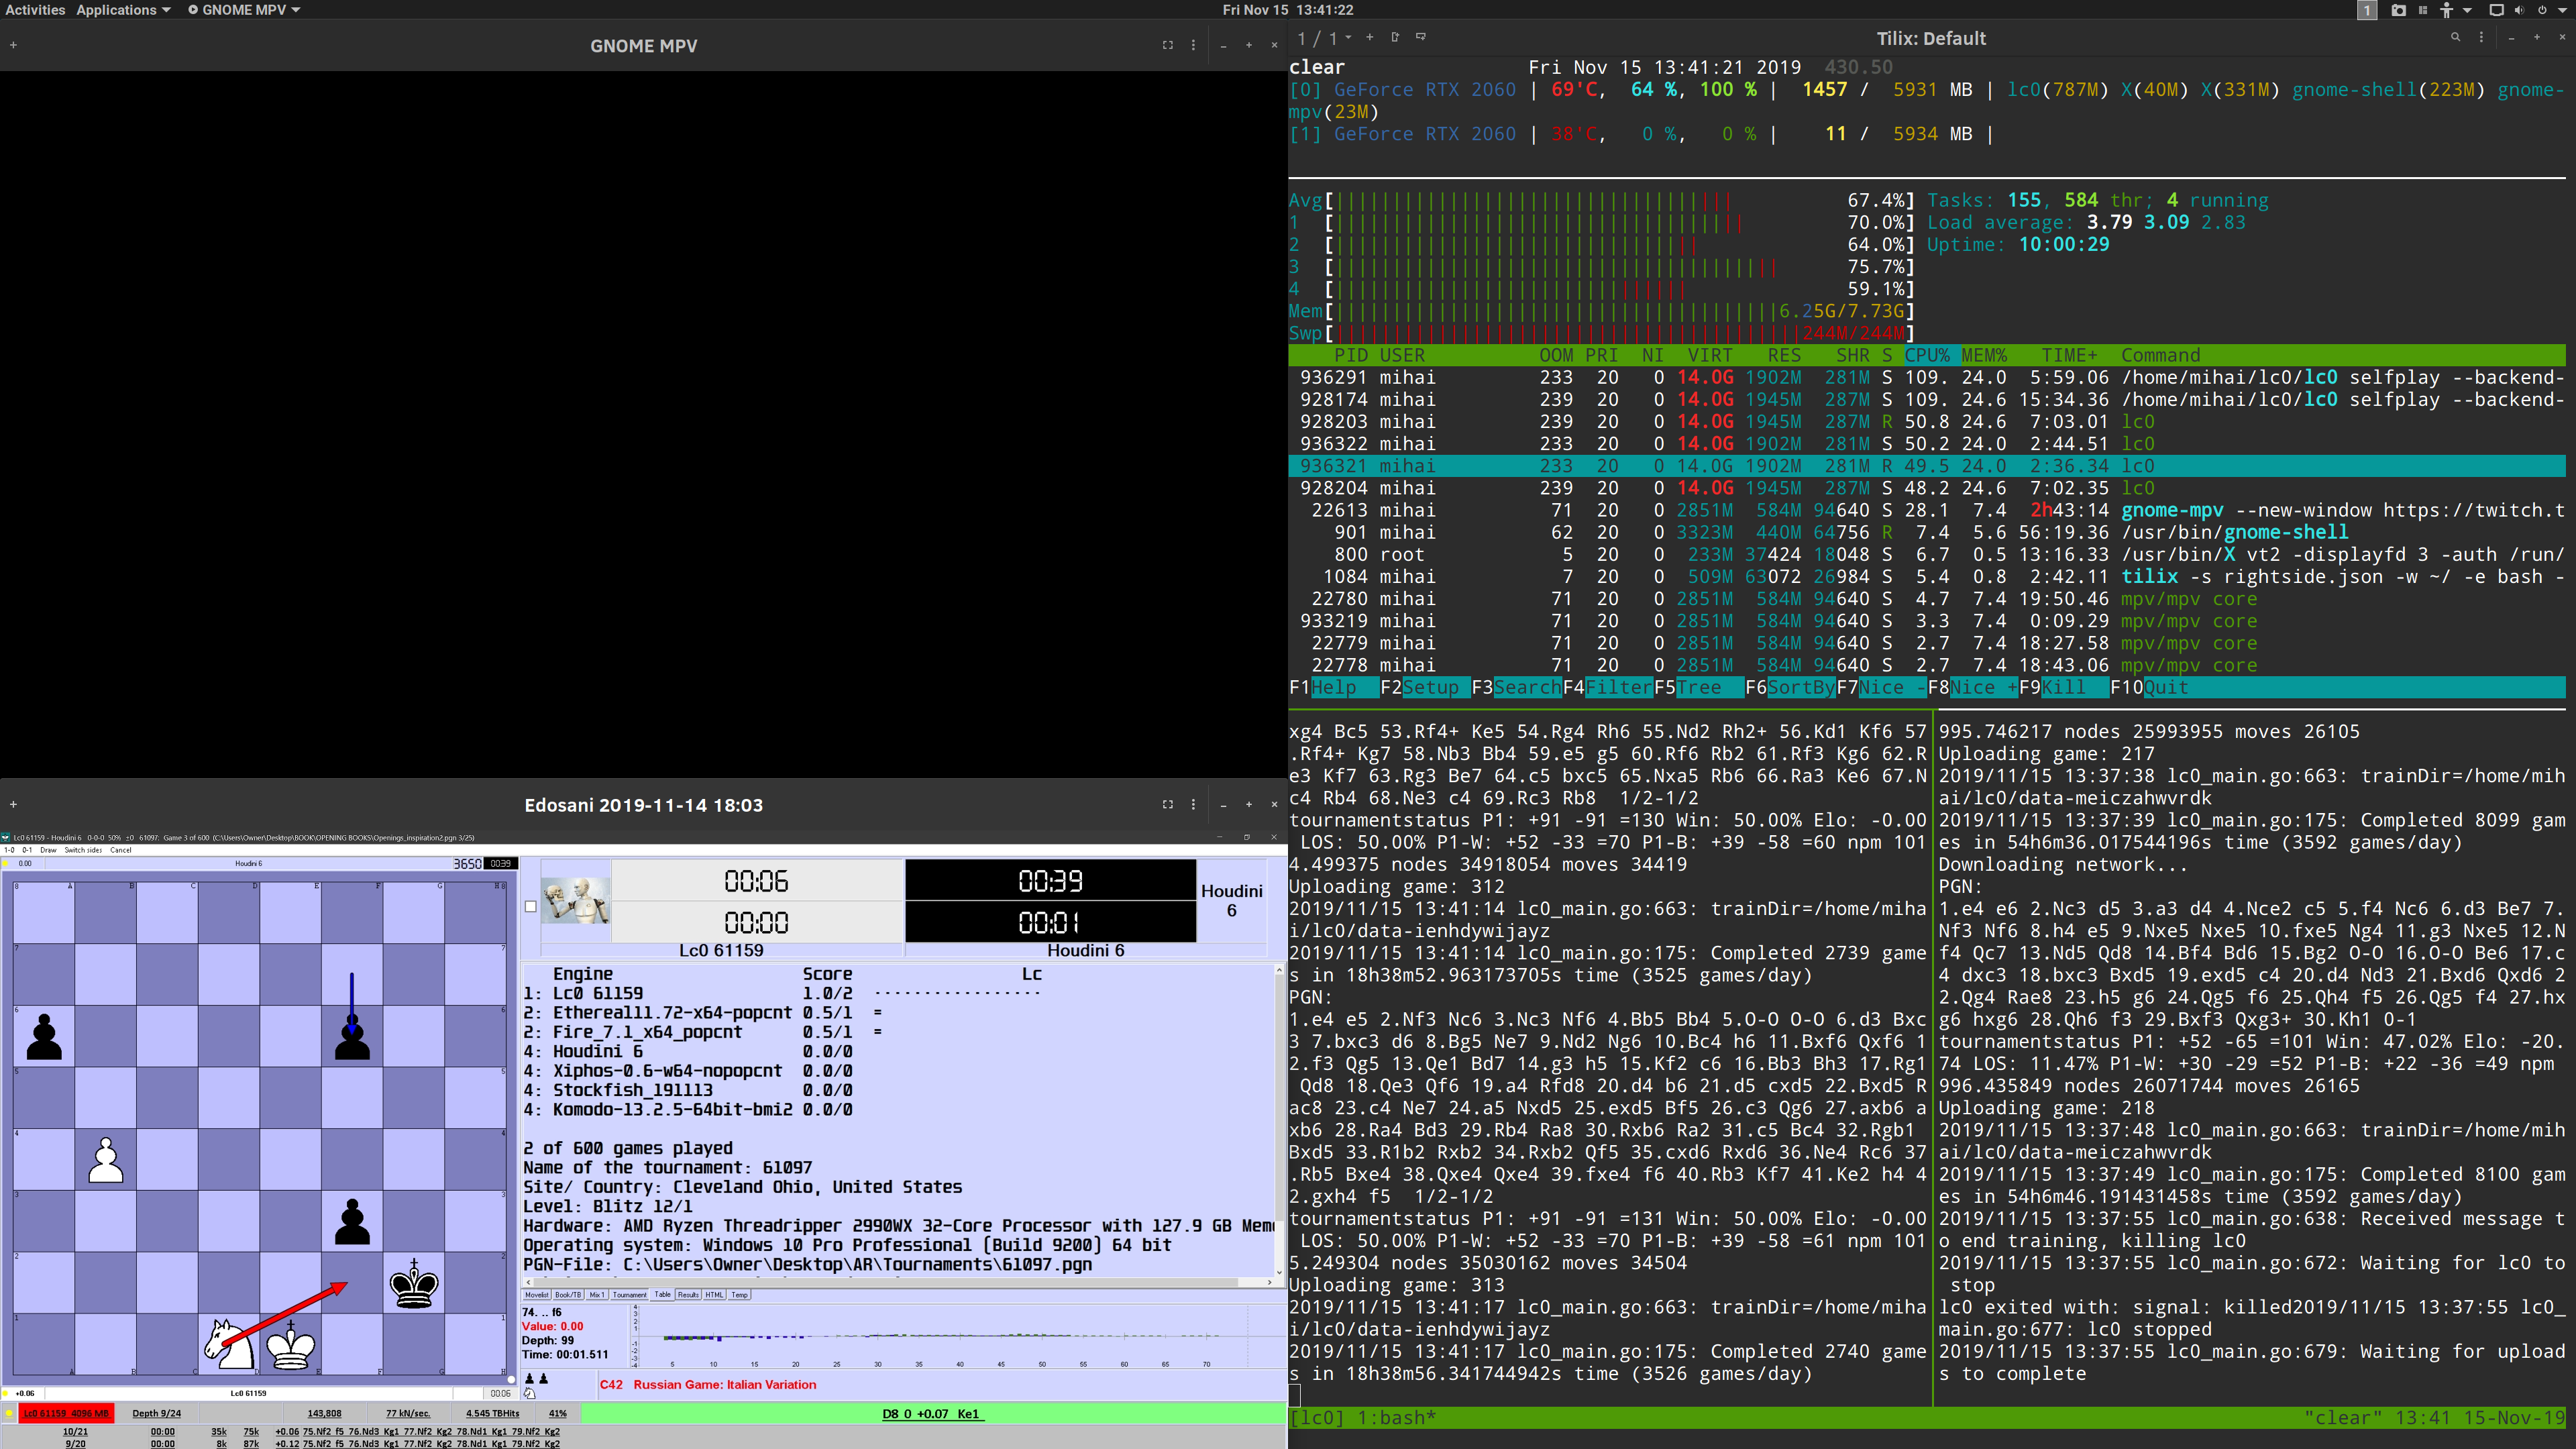 Activities Applications GNOME MPV Fri Nov 15 13:41:22 1
GNOME MPV
Edosani 2019-11-14 18:03
Lc0 61159 - Houdini 6 0-0-0 50% ±0 61097: Game 3 of 600 (C:\Users\Owner\Desktop\BOOK\OPENING BOOKS\Openings_inspiration2.pgn 3/25)
1-0 0-1 Draw Switch sides Cancel
0.00 Houdini 6 3650 00:39
00:06 00:39 Houdini 6
00:00 00:01
Lc0 61159 Houdini 6
Engine Score Lc
1: Lc0 61159 1.0/2 - - - - - - - - - - - - - - - - - -
2: Ethereal11.72-x64-popcnt 0.5/1 =
2: Fire_7.1_x64_popcnt 0.5/1 =
4: Houdini 6 0.0/0
4: Xiphos-0.6-w64-nopopcnt 0.0/0
4: Stockfish_191113 0.0/0
4: Komodo-13.2.5-64bit-bmi2 0.0/0
2 of 600 games played
Name of the tournament: 61097
Site/ Country: Cleveland Ohio, United States
Level: Blitz 12/1
Hardware: AMD Ryzen Threadripper 2990WX 32-Core Processor with 127.9 GB Mem
Operating system: Windows 10 Pro Professional (Build 9200) 64 bit
PGN-File: C:\Users\Owner\Desktop\AR\Tournaments\61097.pgn
Movelist Book/TB Mix 1 Tournament Table Results HTML Temp
74. .. f6
Value: 0.00
Depth: 99
Time: 00:01.511
5 10 15 20 25 30 35 40 45 50 55 60 65 70
C42 Russian Game: Italian Variation
+0.06 Lc0 61159 00:06
Lc0 61159 4096 MB Depth 9/24 143,808 77 kN/sec. 4.545 TBHits 41% D8 0 +0.07 Ke1
10/21 00:00 35k 75k +0.06 75.Nf2 f5 76.Nd3 Kg1 77.Nf2 Kg2 78.Nd1 Kg1 79.Nf2 Kg2
9/20 00:00 8k 87k +0.12 75.Nf2 f5 76.Nd3 Kg1 77.Nf2 Kg2 78.Nd1 Kg1 79.Nf2 Kg2
1 / 1 Tilix: Default
clear Fri Nov 15 13:41:21 2019 430.50
[0] GeForce RTX 2060 | 69'C, 64 %, 100 % | 1457 / 5931 MB | lc0(787M) X(40M) X(331M) gnome-shell(223M) gnome-
mpv(23M)
[1] GeForce RTX 2060 | 38'C, 0 %, 0 % | 11 / 5934 MB |
Avg[ 67.4%] Tasks: 155, 584 thr; 4 running
1 [ 70.0%] Load average: 3.79 3.09 2.83
2 [ 64.0%] Uptime: 10:00:29
3 [ 75.7%]
4 [ 59.1%]
Mem[ 6.25G/7.73G]
Swp[ 244M/244M]
PID USER OOM PRI NI VIRT RES SHR S CPU% MEM% TIME+ Command
936291 mihai 233 20 0 14.0G 1902M 281M S 109. 24.0 5:59.06 /home/mihai/lc0/lc0 selfplay --backend-
928174 mihai 239 20 0 14.0G 1945M 287M S 109. 24.6 15:34.36 /home/mihai/lc0/lc0 selfplay --backend-
928203 mihai 239 20 0 14.0G 1945M 287M R 50.8 24.6 7:03.01 lc0
936322 mihai 233 20 0 14.0G 1902M 281M S 50.2 24.0 2:44.51 lc0
936321 mihai 233 20 0 14.0G 1902M 281M R 49.5 24.0 2:36.34 lc0
928204 mihai 239 20 0 14.0G 1945M 287M S 48.2 24.6 7:02.35 lc0
22613 mihai 71 20 0 2851M 584M 94640 S 28.1 7.4 2h43:14 gnome-mpv --new-window https://twitch.t
901 mihai 62 20 0 3323M 440M 64756 R 7.4 5.6 56:19.36 /usr/bin/gnome-shell
800 root 5 20 0 233M 37424 18048 S 6.7 0.5 13:16.33 /usr/bin/X vt2 -displayfd 3 -auth /run/
1084 mihai 7 20 0 509M 63072 26984 S 5.4 0.8 2:42.11 tilix -s rightside.json -w ~/ -e bash -
22780 mihai 71 20 0 2851M 584M 94640 S 4.7 7.4 19:50.46 mpv/mpv core
933219 mihai 71 20 0 2851M 584M 94640 S 3.3 7.4 0:09.29 mpv/mpv core
22779 mihai 71 20 0 2851M 584M 94640 S 2.7 7.4 18:27.58 mpv/mpv core
22778 mihai 71 20 0 2851M 584M 94640 S 2.7 7.4 18:43.06 mpv/mpv core
F1Help F2Setup F3SearchF4FilterF5Tree F6SortByF7Nice -F8Nice +F9Kill F10Quit
xg4 Bc5 53.Rf4+ Ke5 54.Rg4 Rh6 55.Nd2 Rh2+ 56.Kd1 Kf6 57
.Rf4+ Kg7 58.Nb3 Bb4 59.e5 g5 60.Rf6 Rb2 61.Rf3 Kg6 62.R
e3 Kf7 63.Rg3 Be7 64.c5 bxc5 65.Nxa5 Rb6 66.Ra3 Ke6 67.N
c4 Rb4 68.Ne3 c4 69.Rc3 Rb8 1/2-1/2
tournamentstatus P1: +91 -91 =130 Win: 50.00% Elo: -0.00
LOS: 50.00% P1-W: +52 -33 =70 P1-B: +39 -58 =60 npm 101
4.499375 nodes 34918054 moves 34419
Uploading game: 312
2019/11/15 13:41:14 lc0_main.go:663: trainDir=/home/miha
i/lc0/data-ienhdywijayz
2019/11/15 13:41:14 lc0_main.go:175: Completed 2739 game
s in 18h38m52.963173705s time (3525 games/day)
PGN:
1.e4 e5 2.Nf3 Nc6 3.Nc3 Nf6 4.Bb5 Bb4 5.O-O O-O 6.d3 Bxc
3 7.bxc3 d6 8.Bg5 Ne7 9.Nd2 Ng6 10.Bc4 h6 11.Bxf6 Qxf6 1
2.f3 Qg5 13.Qe1 Bd7 14.g3 h5 15.Kf2 c6 16.Bb3 Bh3 17.Rg1
Qd8 18.Qe3 Qf6 19.a4 Rfd8 20.d4 b6 21.d5 cxd5 22.Bxd5 R
ac8 23.c4 Ne7 24.a5 Nxd5 25.exd5 Bf5 26.c3 Qg6 27.axb6 a
xb6 28.Ra4 Bd3 29.Rb4 Ra8 30.Rxb6 Ra2 31.c5 Bc4 32.Rgb1
Bxd5 33.R1b2 Rxb2 34.Rxb2 Qf5 35.cxd6 Rxd6 36.Ne4 Rc6 37
.Rb5 Bxe4 38.Qxe4 Qxe4 39.fxe4 f6 40.Rb3 Kf7 41.Ke2 h4 4
2.gxh4 f5 1/2-1/2
tournamentstatus P1: +91 -91 =131 Win: 50.00% Elo: -0.00
LOS: 50.00% P1-W: +52 -33 =70 P1-B: +39 -58 =61 npm 101
5.249304 nodes 35030162 moves 34504
Uploading game: 313
2019/11/15 13:41:17 lc0_main.go:663: trainDir=/home/miha
i/lc0/data-ienhdywijayz
2019/11/15 13:41:17 lc0_main.go:175: Completed 2740 game
s in 18h38m56.341744942s time (3526 games/day)
995.746217 nodes 25993955 moves 26105
Uploading game: 217
2019/11/15 13:37:38 lc0_main.go:663: trainDir=/home/mih
ai/lc0/data-meiczahwvrdk
2019/11/15 13:37:39 lc0_main.go:175: Completed 8099 gam
es in 54h6m36.017544196s time (3592 games/day)
Downloading network...
PGN:
1.e4 e6 2.Nc3 d5 3.a3 d4 4.Nce2 c5 5.f4 Nc6 6.d3 Be7 7.
Nf3 Nf6 8.h4 e5 9.Nxe5 Nxe5 10.fxe5 Ng4 11.g3 Nxe5 12.N
f4 Qc7 13.Nd5 Qd8 14.Bf4 Bd6 15.Bg2 O-O 16.O-O Be6 17.c
4 dxc3 18.bxc3 Bxd5 19.exd5 c4 20.d4 Nd3 21.Bxd6 Qxd6 2
2.Qg4 Rae8 23.h5 g6 24.Qg5 f6 25.Qh4 f5 26.Qg5 f4 27.hx
g6 hxg6 28.Qh6 f3 29.Bxf3 Qxg3+ 30.Kh1 0-1
tournamentstatus P1: +52 -65 =101 Win: 47.02% Elo: -20.
74 LOS: 11.47% P1-W: +30 -29 =52 P1-B: +22 -36 =49 npm
996.435849 nodes 26071744 moves 26165
Uploading game: 218
2019/11/15 13:37:48 lc0_main.go:663: trainDir=/home/mih
ai/lc0/data-meiczahwvrdk
2019/11/15 13:37:49 lc0_main.go:175: Completed 8100 gam
es in 54h6m46.191431458s time (3592 games/day)
2019/11/15 13:37:55 lc0_main.go:638: Received message t
o end training, killing lc0
2019/11/15 13:37:55 lc0_main.go:672: Waiting for lc0 to
stop
lc0 exited with: signal: killed2019/11/15 13:37:55 lc0_
main.go:677: lc0 stopped
2019/11/15 13:37:55 lc0_main.go:679: Waiting for upload
s to complete
[lc0] 1:bash* "clear" 13:41 15-Nov-19